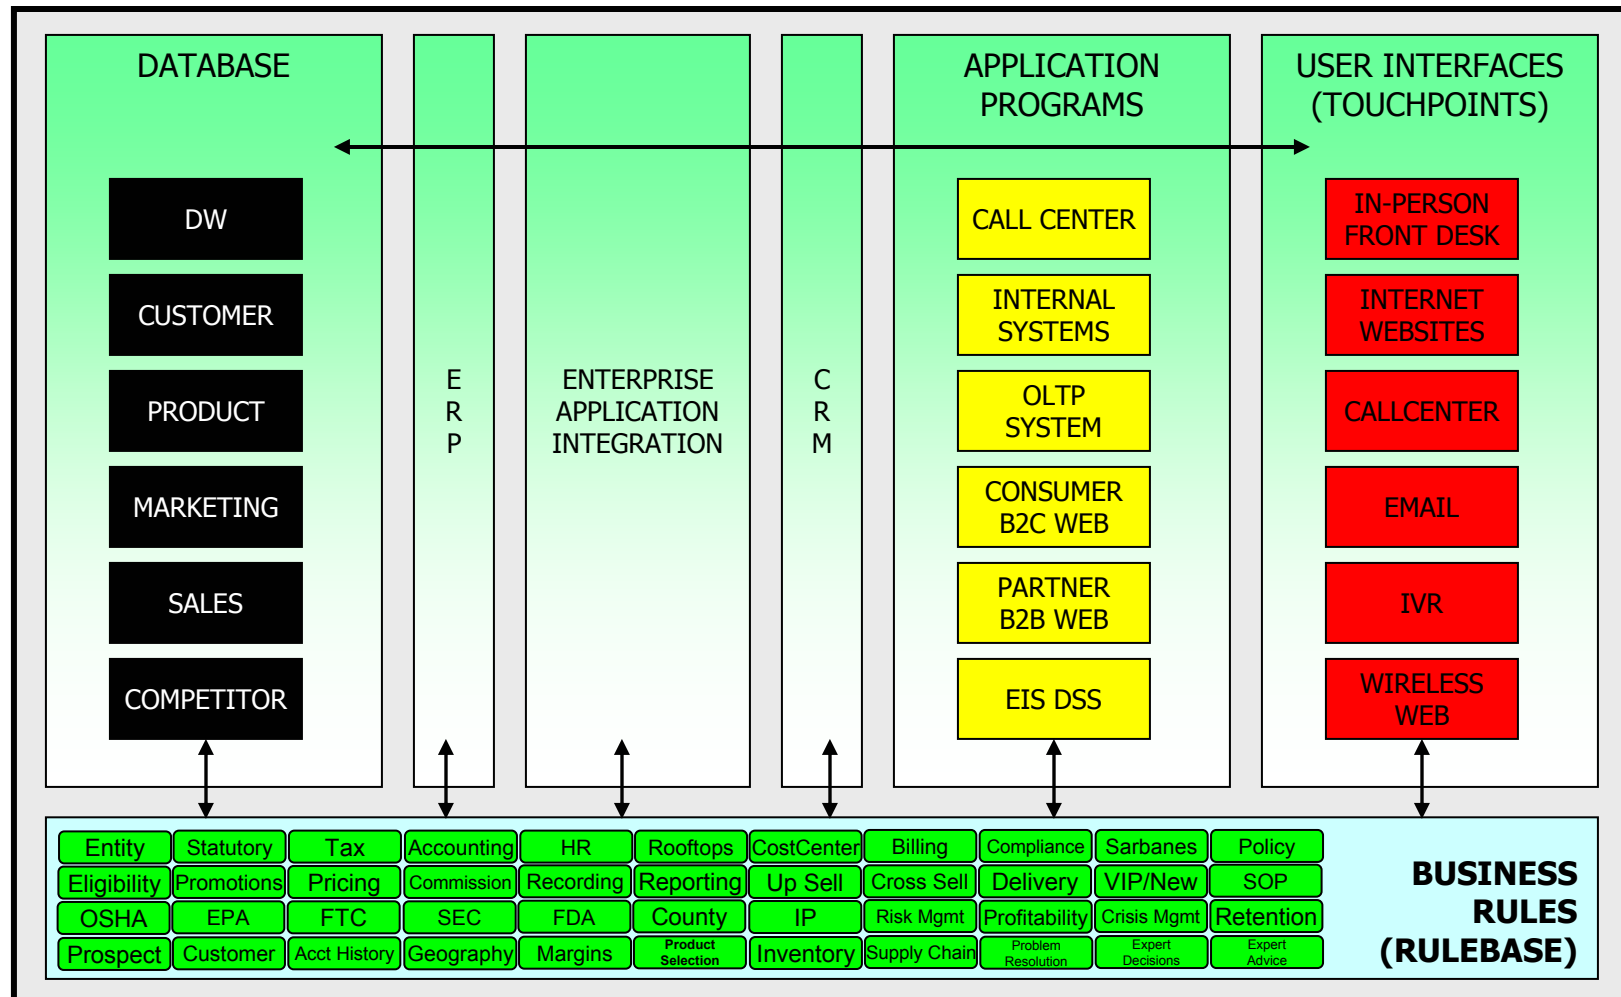 DATABASE
APPLICATION
PROGRAMS
USER INTERFACES
(TOUCHPOINTS)
DW
CUSTOMER
PRODUCT
MARKETING
SALES
COMPETITOR
E
R
P
ENTERPRISE
APPLICATION
INTEGRATION
C
R
M
CALL CENTER
INTERNAL
SYSTEMS
OLTP
SYSTEM
CONSUMER
B2C WEB
PARTNER
B2B WEB
EIS DSS
IN-PERSON
FRONT DESK
INTERNET
WEBSITES
CALLCENTER
EMAIL
IVR
WIRELESS
WEB
Entity Statutory Tax Accounting HR Rooftops CostCenter Billing Compliance Sarbanes Policy
Eligibility Promotions Pricing Commission Recording Reporting Up Sell Cross Sell Delivery VIP/New SOP
OSHA EPA FTC SEC FDA County IP Risk Mgmt Profitability Crisis Mgmt Retention
Prospect Customer Acct History Geography Margins Product Selection Inventory Supply Chain Problem Resolution Expert Decisions Expert Advice
BUSINESS
RULES
(RULEBASE)